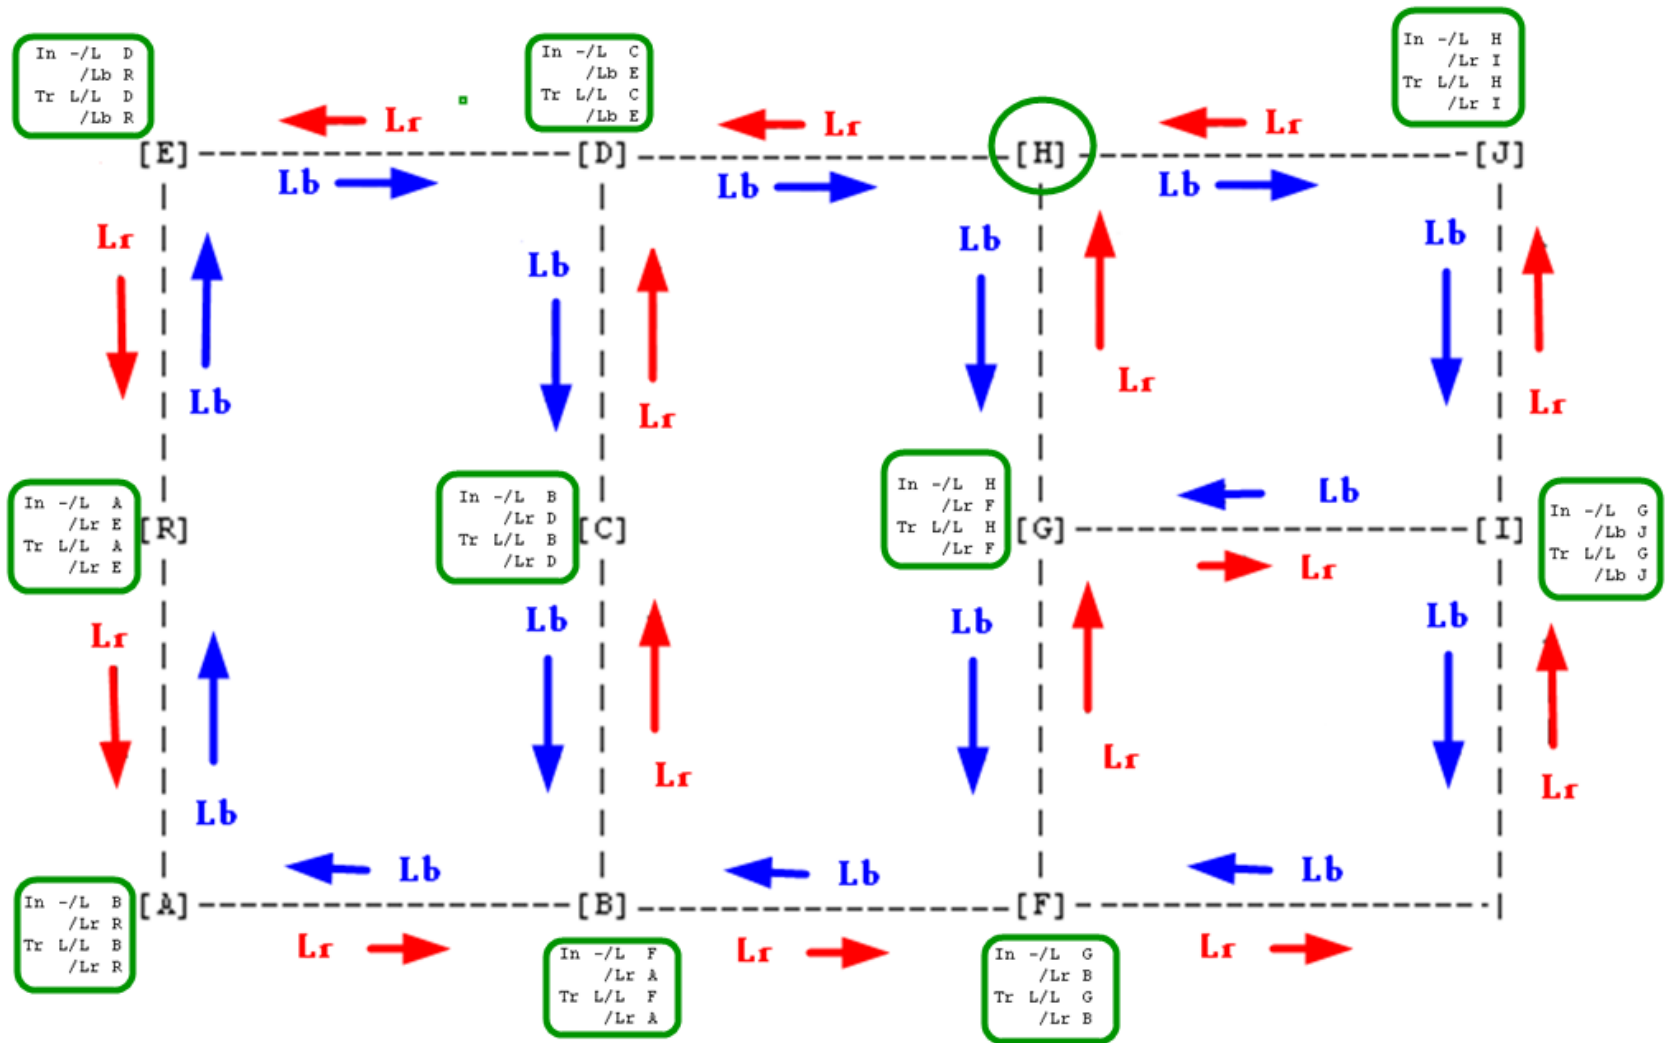 In -/L D
/Lb R
Tr L/L D
/Lb R
In -/L C
/Lb E
Tr L/L C
/Lb E
In -/L H
/Lr I
Tr L/L H
/Lr I
Lr
Lr
Lr
[E] [D] [H] [J]
Lb
Lb
Lb
Lr
Lb
Lb
Lr
Lb
Lb
Lr
Lb
Lr
Lr
In -/L A
/Lr E
Tr L/L A
/Lr E
[R]
In -/L B
/Lr D
Tr L/L B
/Lr D
[C]
In -/L H
/Lr F
Tr L/L H
/Lr F
[G]
Lb
Lr
[I]
In -/L G
/Lb J
Tr L/L G
/Lb J
Lr
Lb
Lb
Lr
Lb
Lr
Lb
Lr
Lb
Lb
Lb
In -/L B
/Lr R
Tr L/L B
/Lr R
[A] [B] [F]
Lr
Lr
Lr
In -/L F
/Lr A
Tr L/L F
/Lr A
In -/L G
/Lr B
Tr L/L G
/Lr B